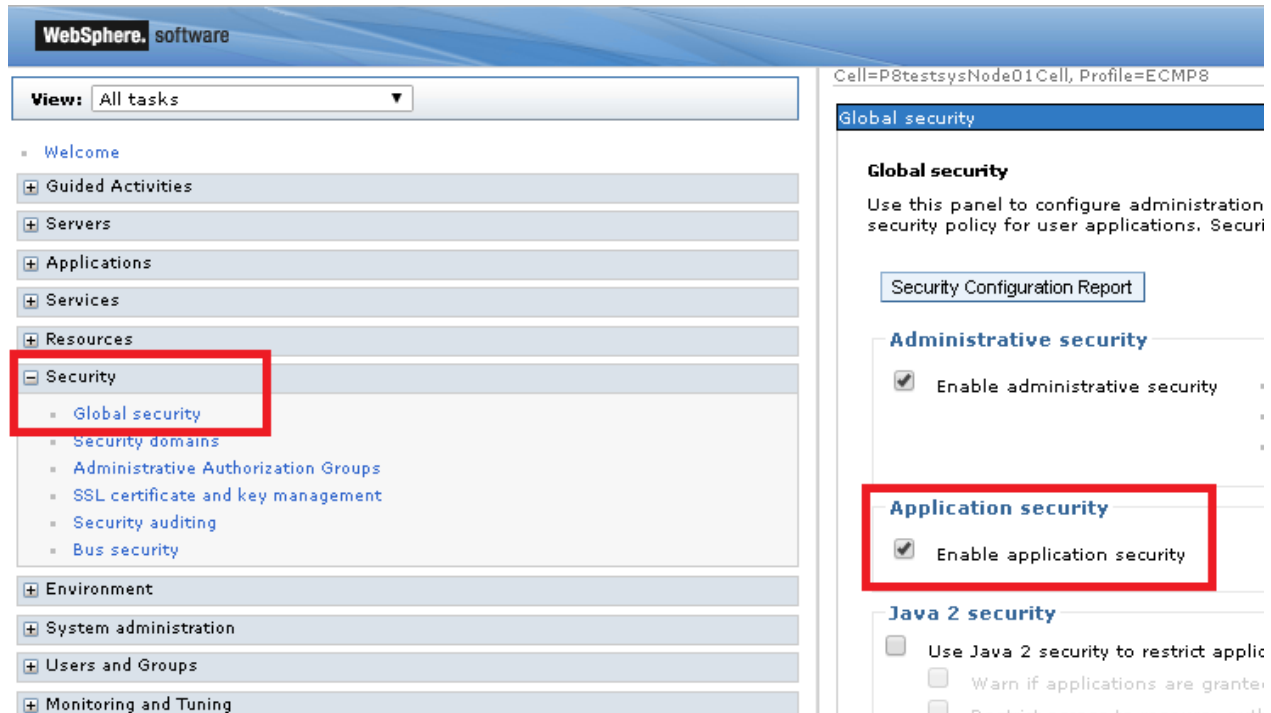 WebSphere. software
View: All tasks
Welcome
Guided Activities
Servers
Applications
Services
Resources
Security
Global security
Security domains
Administrative Authorization Groups
SSL certificate and key management
Security auditing
Bus security
Environment
System administration
Users and Groups
Monitoring and Tuning
Cell=P8testsysNode01Cell, Profile=ECMP8
Global security
Global security
Use this panel to configure administration
security policy for user applications. Securi
Security Configuration Report
Administrative security
Enable administrative security
Application security
Enable application security
Java 2 security
Use Java 2 security to restrict applic
Warn if applications are grante